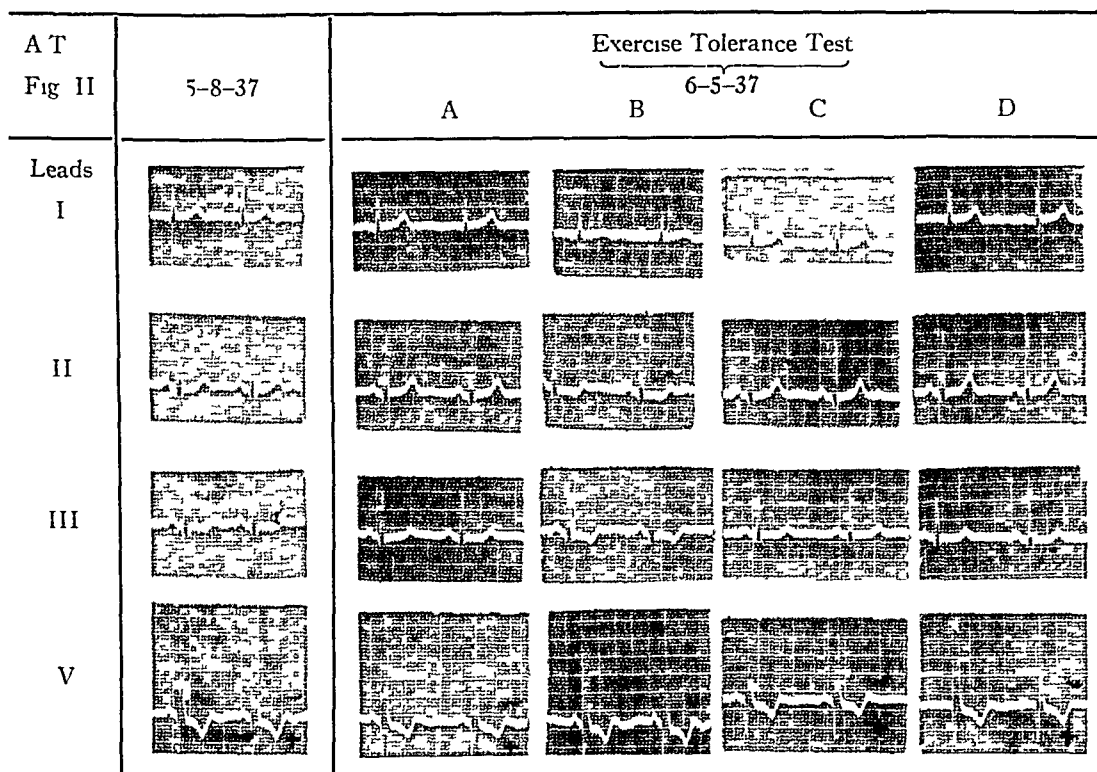 A T
Fig II
5-8-37
Exercise Tolerance Test
6-5-37
A B C D
Leads
I
II
III
V